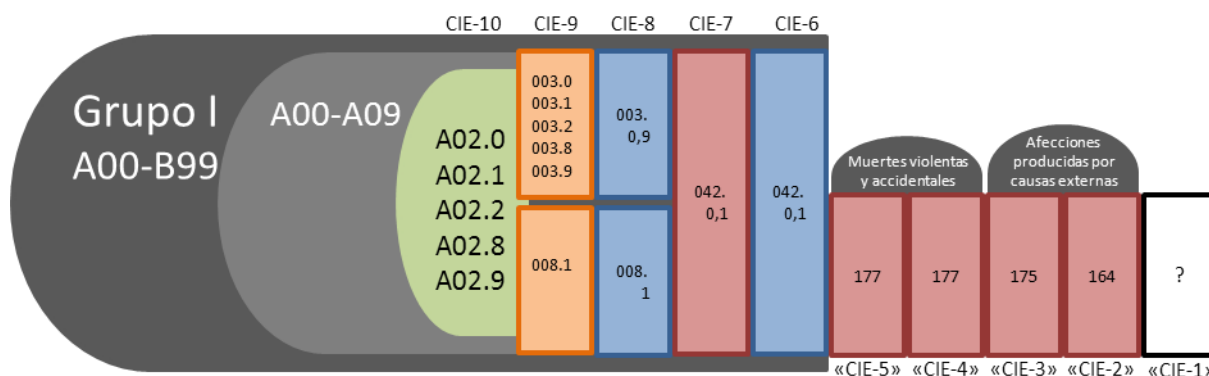 CIE-10
CIE-9
CIE-8
CIE-7
CIE-6
Grupo I
A00-B99
A00-A09
A02.0
A02.1
A02.2
A02.8
A02.9
003.0
003.1
003.2
003.8
003.9
008.1
003.
0,9
008.
1
042.
0,1
042.
0,1
Muertes violentas
y accidentales
Afecciones
producidas por
causas externas
177
177
175
164
?
«CIE-5»
«CIE-4»
«CIE-3»
«CIE-2»
«CIE-1»